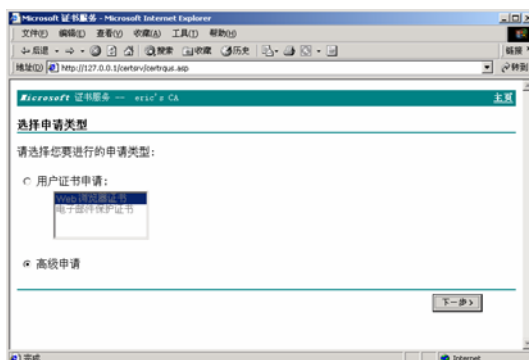 Microsoft 证书服务 - Microsoft Internet Explorer
文件(F) 编辑(E) 查看(V) 收藏(A) 工具(T) 帮助(H)
后退 搜索 收藏 历史 链接
地址(D) http://127.0.0.1/certsrv/certrqus.asp 转到
Microsoft 证书服务 -- eric's CA 主页
选择申请类型
请选择您要进行的申请类型:
用户证书申请:
Web 浏览器证书
电子邮件保护证书
高级申请
下一步 >
完成 Internet